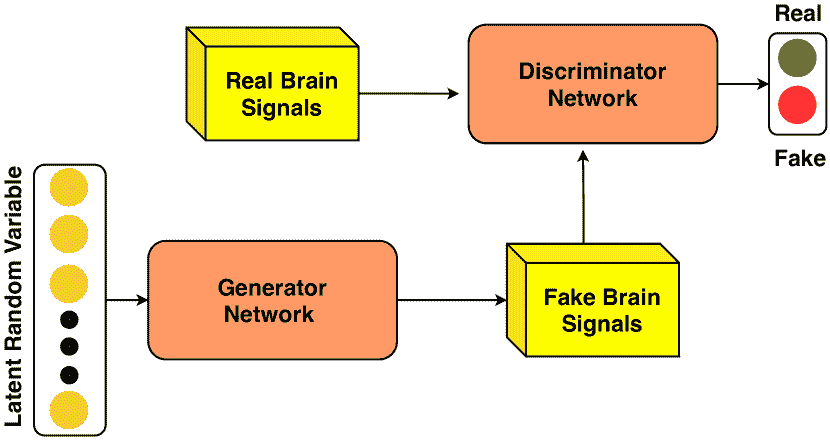 Real
Real Brain
Signals
Discriminator
Network
Fake
Latent Random Variable
Generator
Network
Fake Brain
Signals